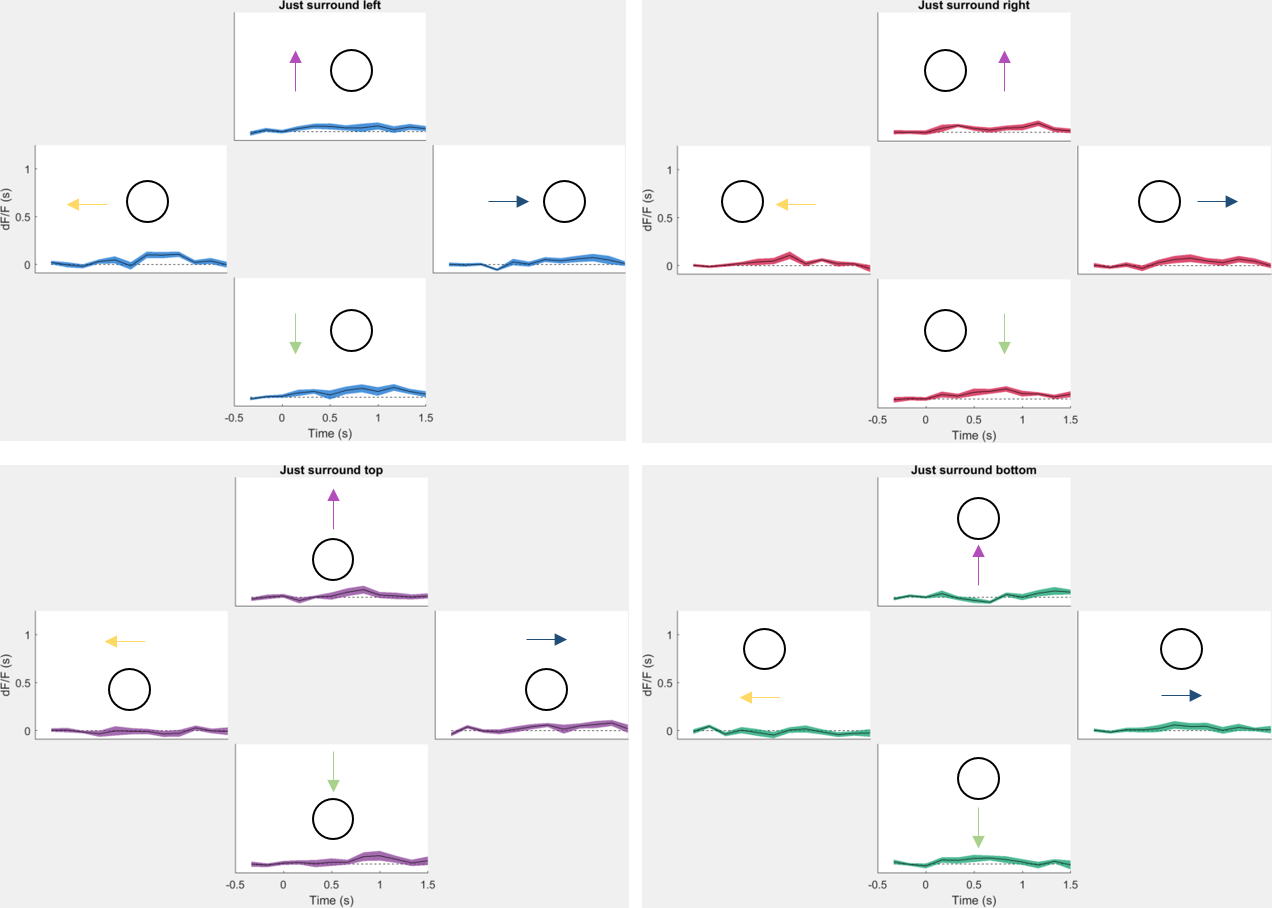 Just surround left
Just surround right
1
0.5
0
dF/F (s)
1
0.5
0
dF/F (s)
-0.5 0 0.5 1 1.5
Time (s)
-0.5 0 0.5 1 1.5
Time (s)
Just surround top
Just surround bottom
1
0.5
0
dF/F (s)
1
0.5
0
dF/F (s)
-0.5 0 0.5 1 1.5
Time (s)
-0.5 0 0.5 1 1.5
Time (s)